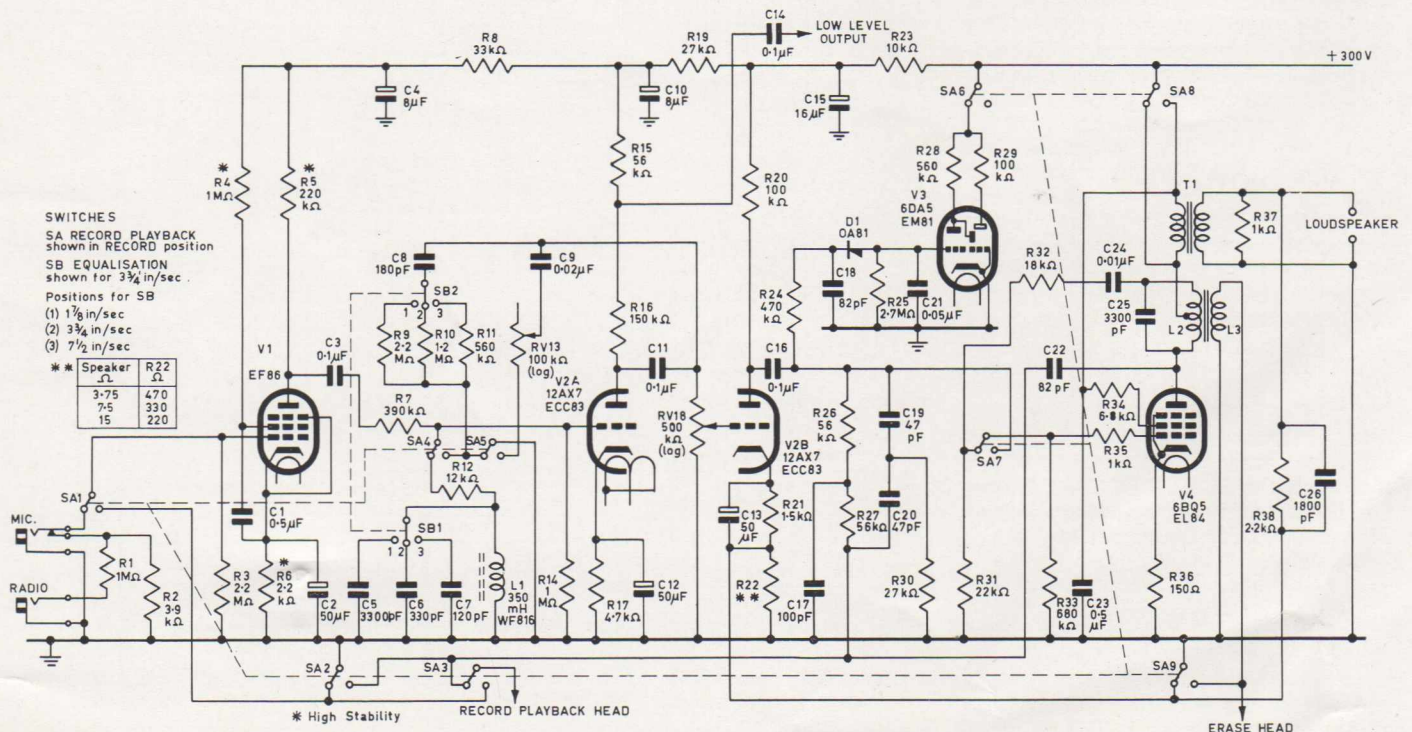 C14
0·1µF
LOW LEVEL
OUTPUT
R8
33kΩ
R19
27kΩ
R23
10kΩ
+300V
C4
8µF
C10
8µF
C15
16µF
SA6
SA8
R15
56
kΩ
R4
1MΩ
*
R5
220
kΩ
*
R20
100
kΩ
R28
560
kΩ
R29
100
kΩ
V3
6DA5
EM81
T1
R37
1kΩ
LOUDSPEAKER
SWITCHES
SA RECORD PLAYBACK
shown in RECORD position
SB EQUALISATION
shown for 3¾ in/sec.
Positions for SB
(1) 1⅞ in/sec
(2) 3¾ in/sec
(3) 7½ in/sec
** Speaker Ω R22 Ω
3·75 470
7·5 330
15 220
C8
180pF
C9
0·02µF
SB2
1 2 3
R9
2·2
MΩ
R10
1·2
MΩ
R11
560
kΩ
RV13
100kΩ
(log)
R16
150kΩ
D1
OA81
C18
82pF
R24
470
kΩ
R25
2·7MΩ
C21
0·05µF
R32
18kΩ
C24
0·01µF
C25
3300
pF
L2
L3
V1
EF86
C3
0·1µF
R7
390kΩ
SA4
SA5
R12
12kΩ
V2A
12AX7
ECC83
C11
0·1µF
RV18
500
kΩ
(log)
C16
0·1µF
V2B
12AX7
ECC83
R26
56
kΩ
C19
47
pF
C22
82pF
R34
6·8kΩ
SA7
R35
1kΩ
V4
6BQ5
EL84
R38
2·2kΩ
C26
1800
pF
SA1
MIC.
RADIO
R1
1MΩ
R2
3·9
kΩ
R3
2·2
MΩ
C1
0·5µF
*
R6
2·2
kΩ
C2
50µF
SB1
1 2 3
C5
3300pF
C6
330pF
C7
120pF
L1
350
mH
WF816
R14
1
MΩ
R17
4·7kΩ
C12
50µF
C13
50
µF
R21
1·5kΩ
R22
**
C17
100pF
R27
56kΩ
C20
47pF
R30
27kΩ
R31
22kΩ
R33
680
kΩ
C23
0·5
µF
R36
150Ω
SA2
SA3
SA9
* High Stability
RECORD PLAYBACK HEAD
ERASE HEAD